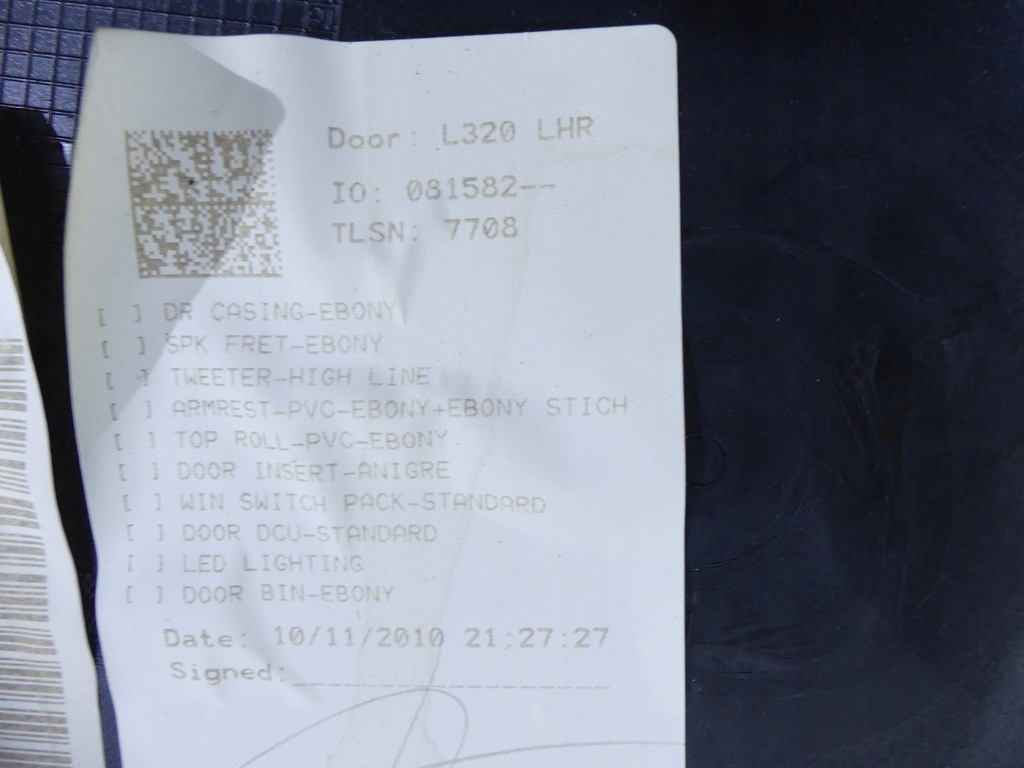 Door: L320 LHR
IO: 081582--
TLSN: 7708
[ ] DR CASING-EBONY
[ ] SPK FRET-EBONY
[ ] TWEETER-HIGH LINE
[ ] ARMREST-PVC-EBONY+EBONY STICH
[ ] TOP ROLL-PVC-EBONY
[ ] DOOR INSERT-ANIGRE
[ ] WIN SWITCH PACK-STANDARD
[ ] DOOR DCU-STANDARD
[ ] LED LIGHTING
[ ] DOOR BIN-EBONY
Date: 10/11/2010 21:27:27
Signed: